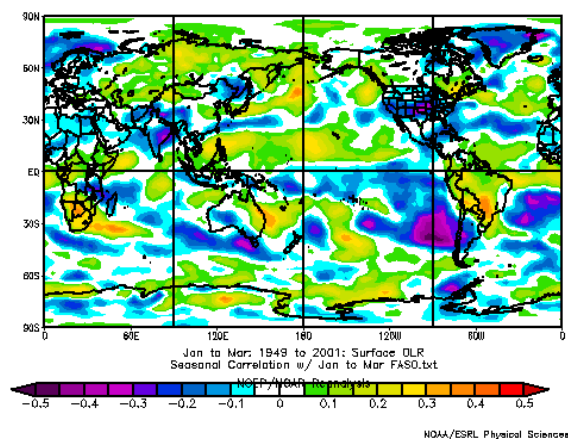 90N
60N
30N
EQ
30S
60S
90S
0 60E 120E 180 120W 60W 0
Jan to Mar: 1949 to 2001: Surface OLR
Seasonal Correlation w/ Jan to Mar FASO.txt
NCEP/NCAR Reanalysis
-0.5 -0.4 -0.3 -0.2 -0.1 0 0.1 0.2 0.3 0.4 0.5
NOAA/ESRL Physical Sciences